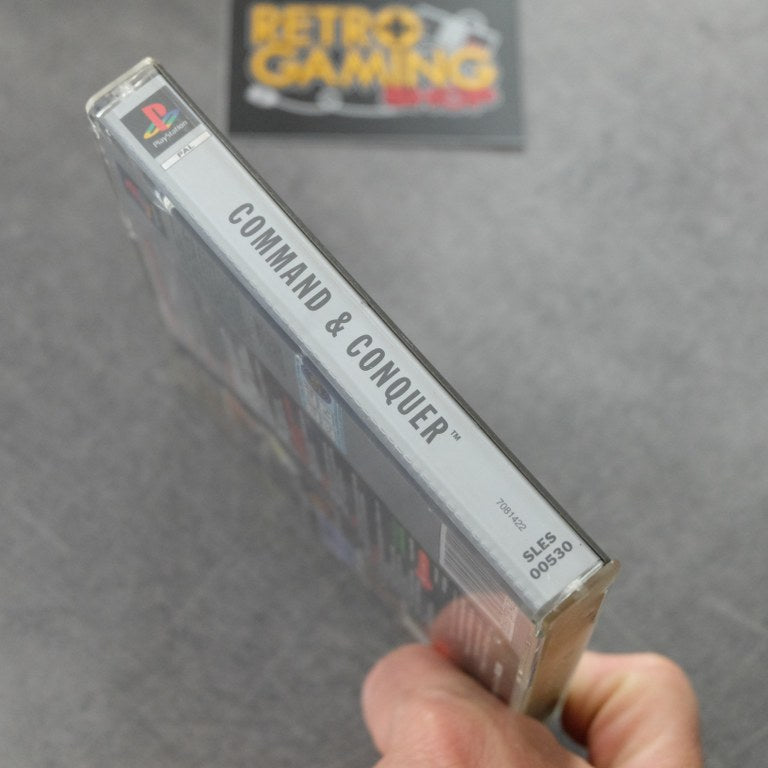 RETRO
GAMING
SHOP
PlayStation
PAL
COMMAND & CONQUER™
7081422
SLES
00530